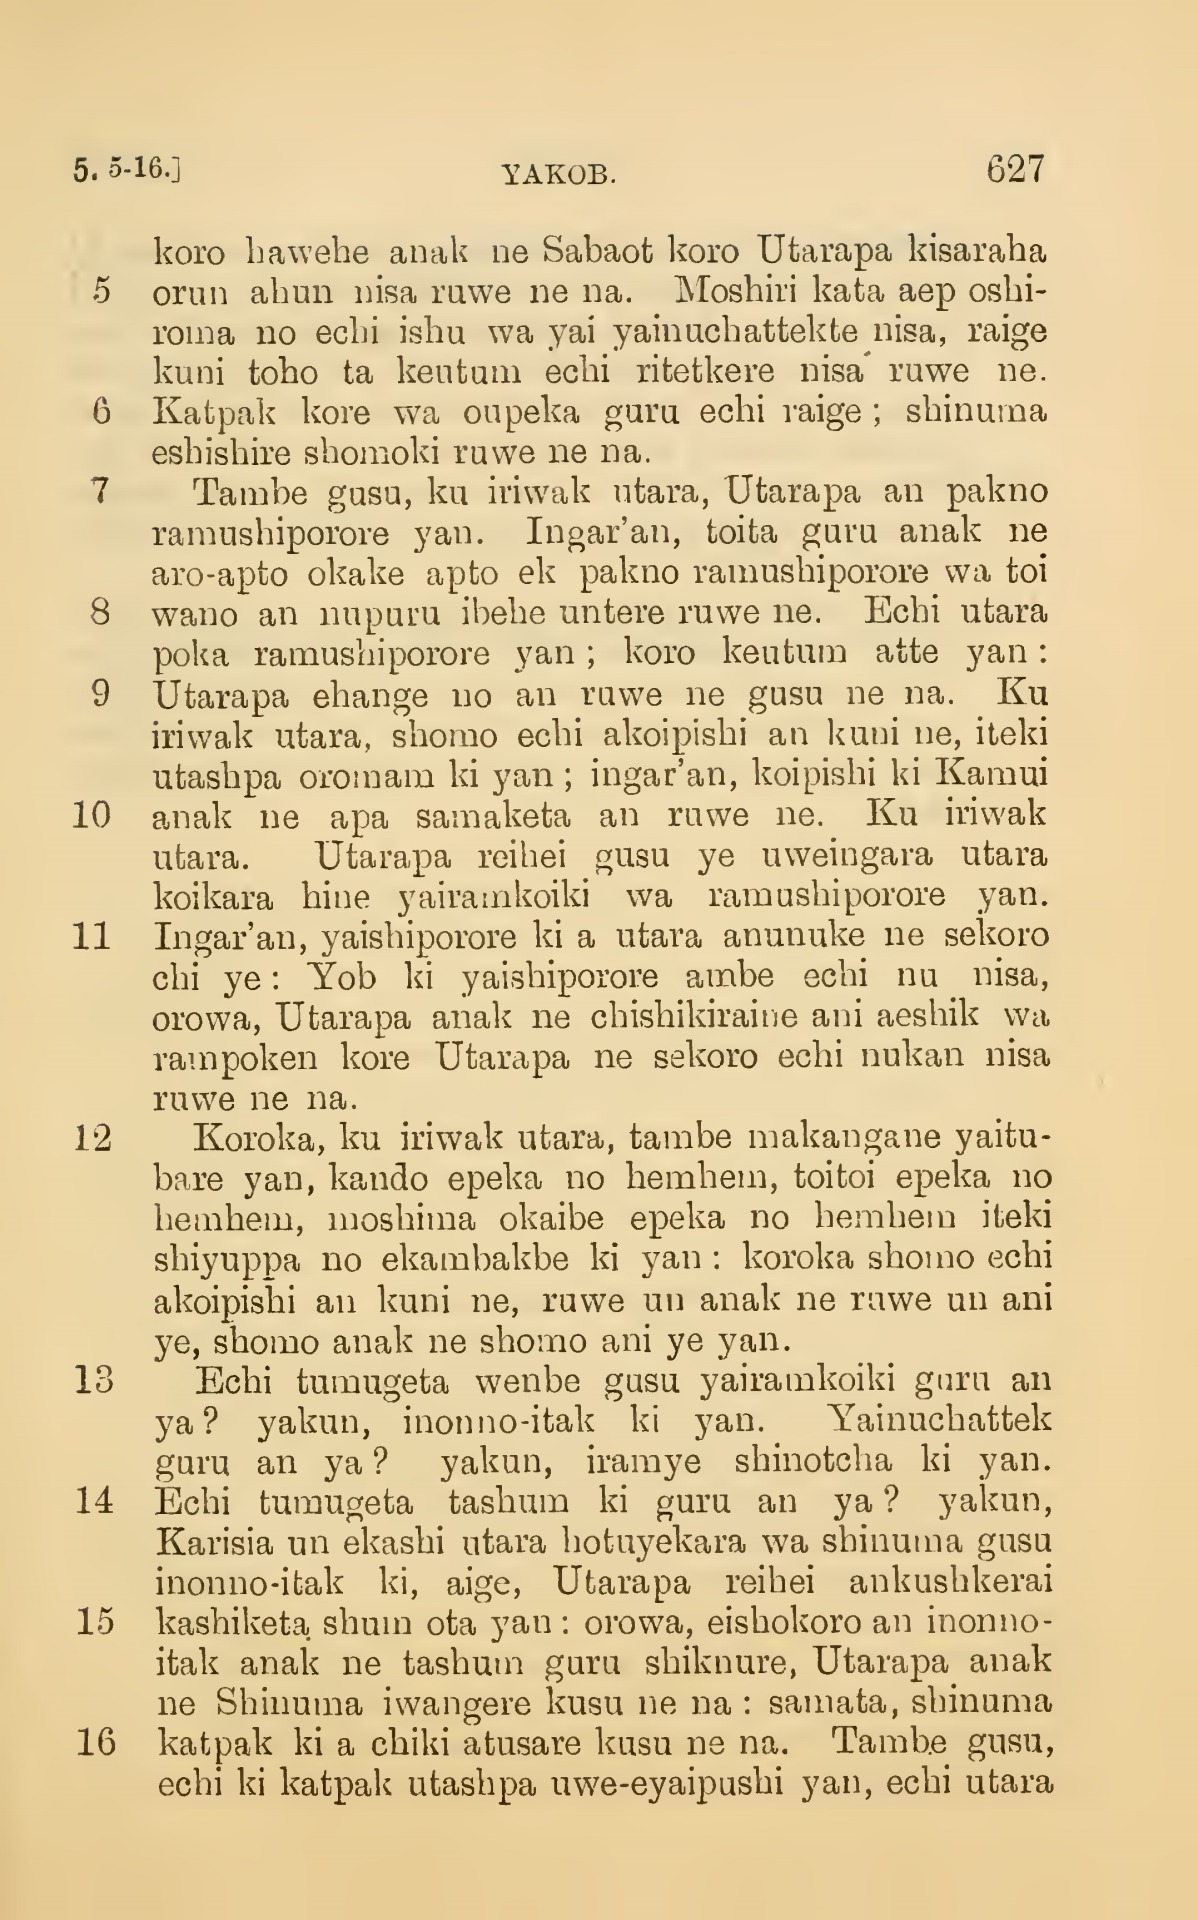 5. 5-16.] YAKOB. 627
koro hawehe anak ne Sabaot koro Utarapa kisaraha
5 orun ahun nisa ruwe ne na. Moshiri kata aep oshi-
roma no echi ishu wa yai yainuchattekte nisa, raige
kuni toho ta keutum echi ritetkere nisa ruwe ne.
6 Katpak kore wa oupeka guru echi raige ; shinuma
eshishire shomoki ruwe ne na.
7 Tambe gusu, ku iriwak utara, Utarapa an pakno
ramushiporore yan. Ingar’an, toita guru anak ne
aro-apto okake apto ek pakno ramushiporore wa toi
8 wano an nupuru ibehe untere ruwe ne. Echi utara
poka ramushiporore yan ; koro keutum atte yan :
9 Utarapa ehange no an ruwe ne gusu ne na. Ku
iriwak utara, shomo echi akoipishi an kuni ne, iteki
utashpa oromam ki yan ; ingar’an, koipishi ki Kamui
10 anak ne apa samaketa an ruwe ne. Ku iriwak
utara. Utarapa reihei gusu ye uweingara utara
koikara hine yairamkoiki wa ramushiporore yan.
11 Ingar’an, yaishiporore ki a utara anunuke ne sekoro
chi ye : Yob ki yaishiporore ambe echi nu nisa,
orowa, Utarapa anak ne chishikiraine ani aeshik wa
rampoken kore Utarapa ne sekoro echi nukan nisa
ruwe ne na.
12 Koroka, ku iriwak utara, tambe makangane yaitu-
bare yan, kando epeka no hemhem, toitoi epeka no
hemhem, moshima okaibe epeka no hemhem iteki
shiyuppa no ekambakbe ki yan : koroka shomo echi
akoipishi an kuni ne, ruwe un anak ne ruwe un ani
ye, shomo anak ne shomo ani ye yan.
13 Echi tumugeta wenbe gusu yairamkoiki guru an
ya ? yakun, inonno-itak ki yan. Yainuchattek
guru an ya ? yakun, iramye shinotcha ki yan.
14 Echi tumugeta tashum ki guru an ya ? yakun,
Karisia un ekashi utara hotuyekara wa shinuma gusu
inonno-itak ki, aige, Utarapa reihei ankushkerai
15 kashiketa shum ota yan : orowa, eishokoro an inonno-
itak anak ne tashum guru shiknure, Utarapa anak
ne Shinuma iwangere kusu ne na : samata, shinuma
16 katpak ki a chiki atusare kusu ne na. Tambe gusu,
echi ki katpak utashpa uwe-eyaipushi yan, echi utara